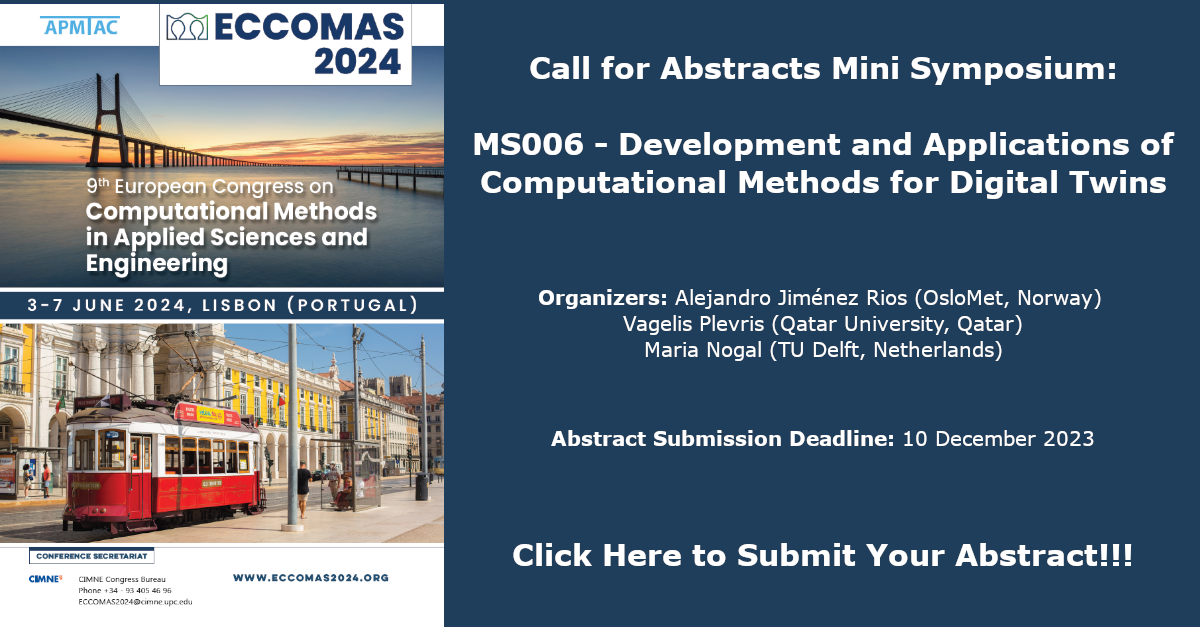 APMTAC
ECCOMAS
2024
9th European Congress on
Computational Methods
in Applied Sciences and
Engineering
3-7 JUNE 2024, LISBON (PORTUGAL)
CONFERENCE SECRETARIAT
CIMNE
CIMNE Congress Bureau
Phone +34 - 93 405 46 96
ECCOMAS2024@cimne.upc.edu
WWW.ECCOMAS2024.ORG
Call for Abstracts Mini Symposium:
MS006 - Development and Applications of
Computational Methods for Digital Twins
Organizers: Alejandro Jiménez Rios (OsloMet, Norway)
Vagelis Plevris (Qatar University, Qatar)
Maria Nogal (TU Delft, Netherlands)
Abstract Submission Deadline: 10 December 2023
Click Here to Submit Your Abstract!!!